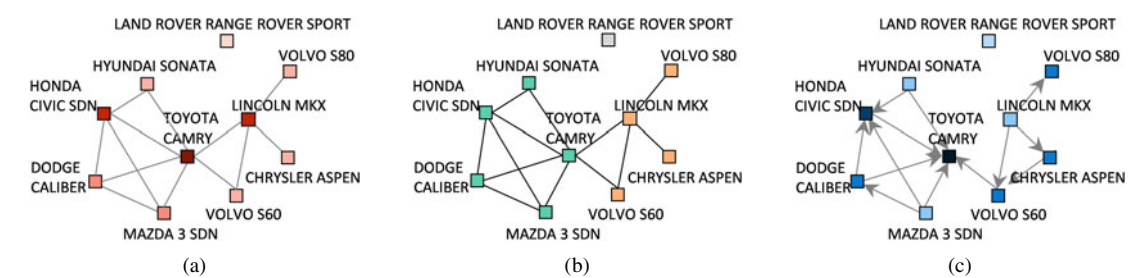 LAND ROVER RANGE ROVER SPORT
VOLVO S80
HYUNDAI SONATA
HONDA
CIVIC SDN
LINCOLN MKX
TOYOTA
CAMRY
DODGE
CALIBER
CHRYSLER ASPEN
VOLVO S60
MAZDA 3 SDN
(a)
LAND ROVER RANGE ROVER SPORT
VOLVO S80
HYUNDAI SONATA
HONDA
CIVIC SDN
LINCOLN MKX
TOYOTA
CAMRY
DODGE
CALIBER
CHRYSLER ASPEN
VOLVO S60
MAZDA 3 SDN
(b)
LAND ROVER RANGE ROVER SPORT
VOLVO S80
HYUNDAI SONATA
HONDA
CIVIC SDN
LINCOLN MKX
TOYOTA
CAMRY
DODGE
CALIBER
CHRYSLER ASPEN
VOLVO S60
MAZDA 3 SDN
(c)